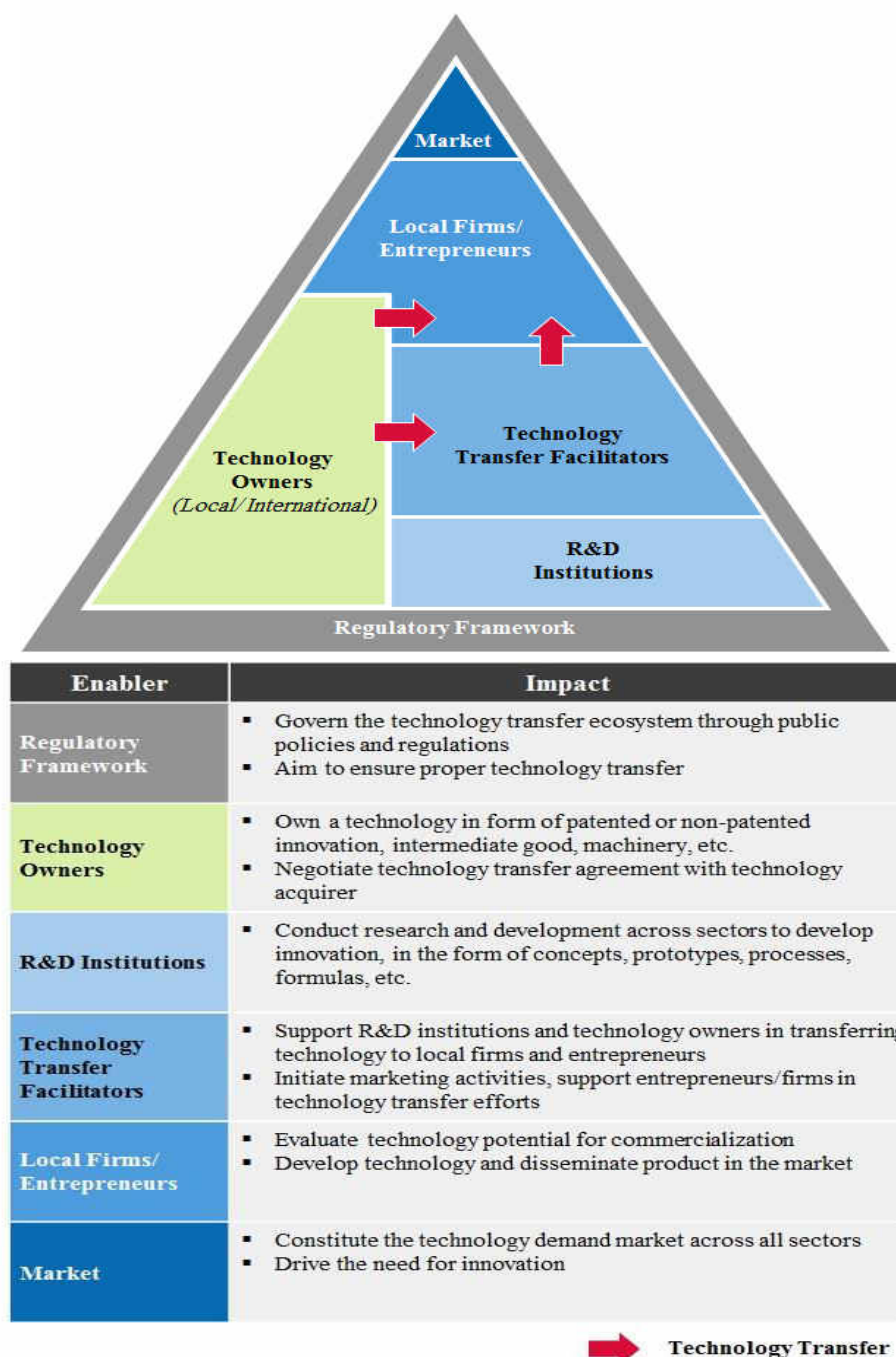 Market
Local Firms/
Entrepreneurs
Technology
Owners
(Local/International)
Technology
Transfer Facilitators
R&D
Institutions
Regulatory Framework
Enabler
Impact
Regulatory
Framework
▪ Govern the technology transfer ecosystem through public
policies and regulations
▪ Aim to ensure proper technology transfer
Technology
Owners
▪ Own a technology in form of patented or non-patented
innovation, intermediate good, machinery, etc.
▪ Negotiate technology transfer agreement with technology
acquirer
R&D Institutions
▪ Conduct research and development across sectors to develop
innovation, in the form of concepts, prototypes, processes,
formulas, etc.
Technology
Transfer
Facilitators
▪ Support R&D institutions and technology owners in transferring
technology to local firms and entrepreneurs
▪ Initiate marketing activities, support entrepreneurs/firms in
technology transfer efforts
Local Firms/
Entrepreneurs
▪ Evaluate technology potential for commercialization
▪ Develop technology and disseminate product in the market
Market
▪ Constitute the technology demand market across all sectors
▪ Drive the need for innovation
Technology Transfer